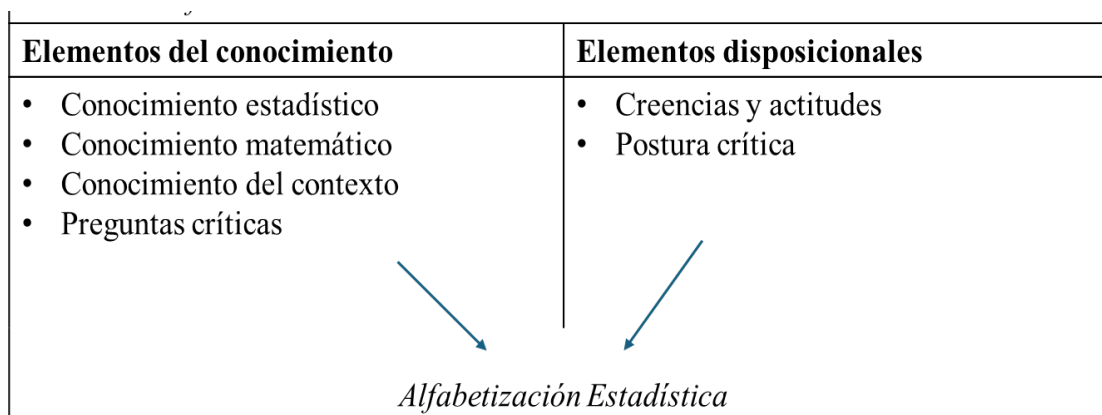 Elementos del conocimiento
Elementos disposicionales
• Conocimiento estadístico
• Conocimiento matemático
• Conocimiento del contexto
• Preguntas críticas
• Creencias y actitudes
• Postura crítica
Alfabetización Estadística